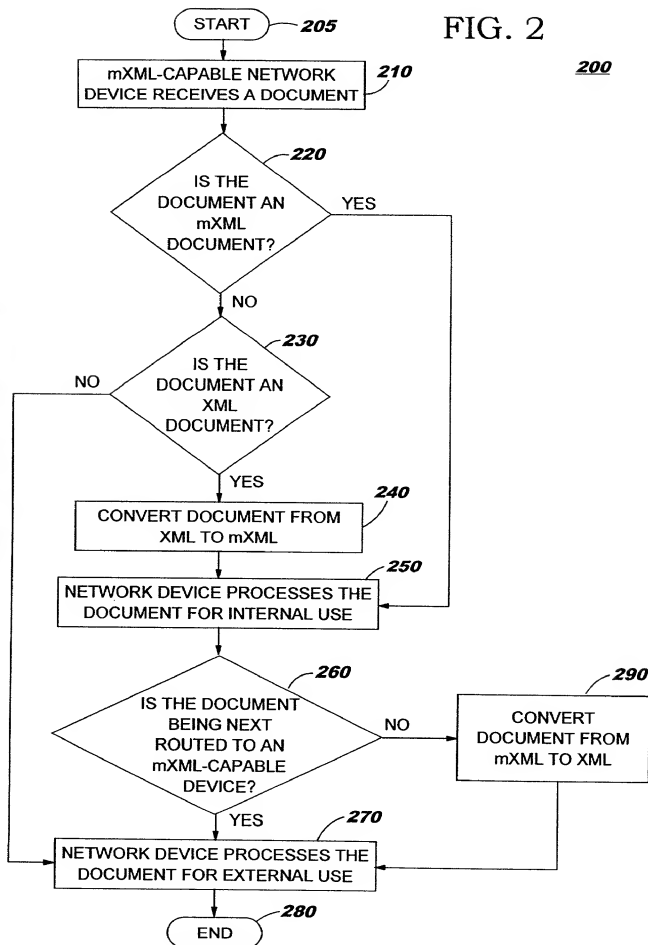 START
205
FIG. 2
200
mXML-CAPABLE NETWORK
DEVICE RECEIVES A DOCUMENT
210
220
IS THE
DOCUMENT AN
mXML
DOCUMENT?
YES
NO
230
IS THE
DOCUMENT AN
XML
DOCUMENT?
NO
YES
240
CONVERT DOCUMENT FROM
XML TO mXML
250
NETWORK DEVICE PROCESSES THE
DOCUMENT FOR INTERNAL USE
260
IS THE DOCUMENT
BEING NEXT
ROUTED TO AN
mXML-CAPABLE
DEVICE?
NO
290
CONVERT
DOCUMENT FROM
mXML TO XML
YES
270
NETWORK DEVICE PROCESSES THE
DOCUMENT FOR EXTERNAL USE
END
280